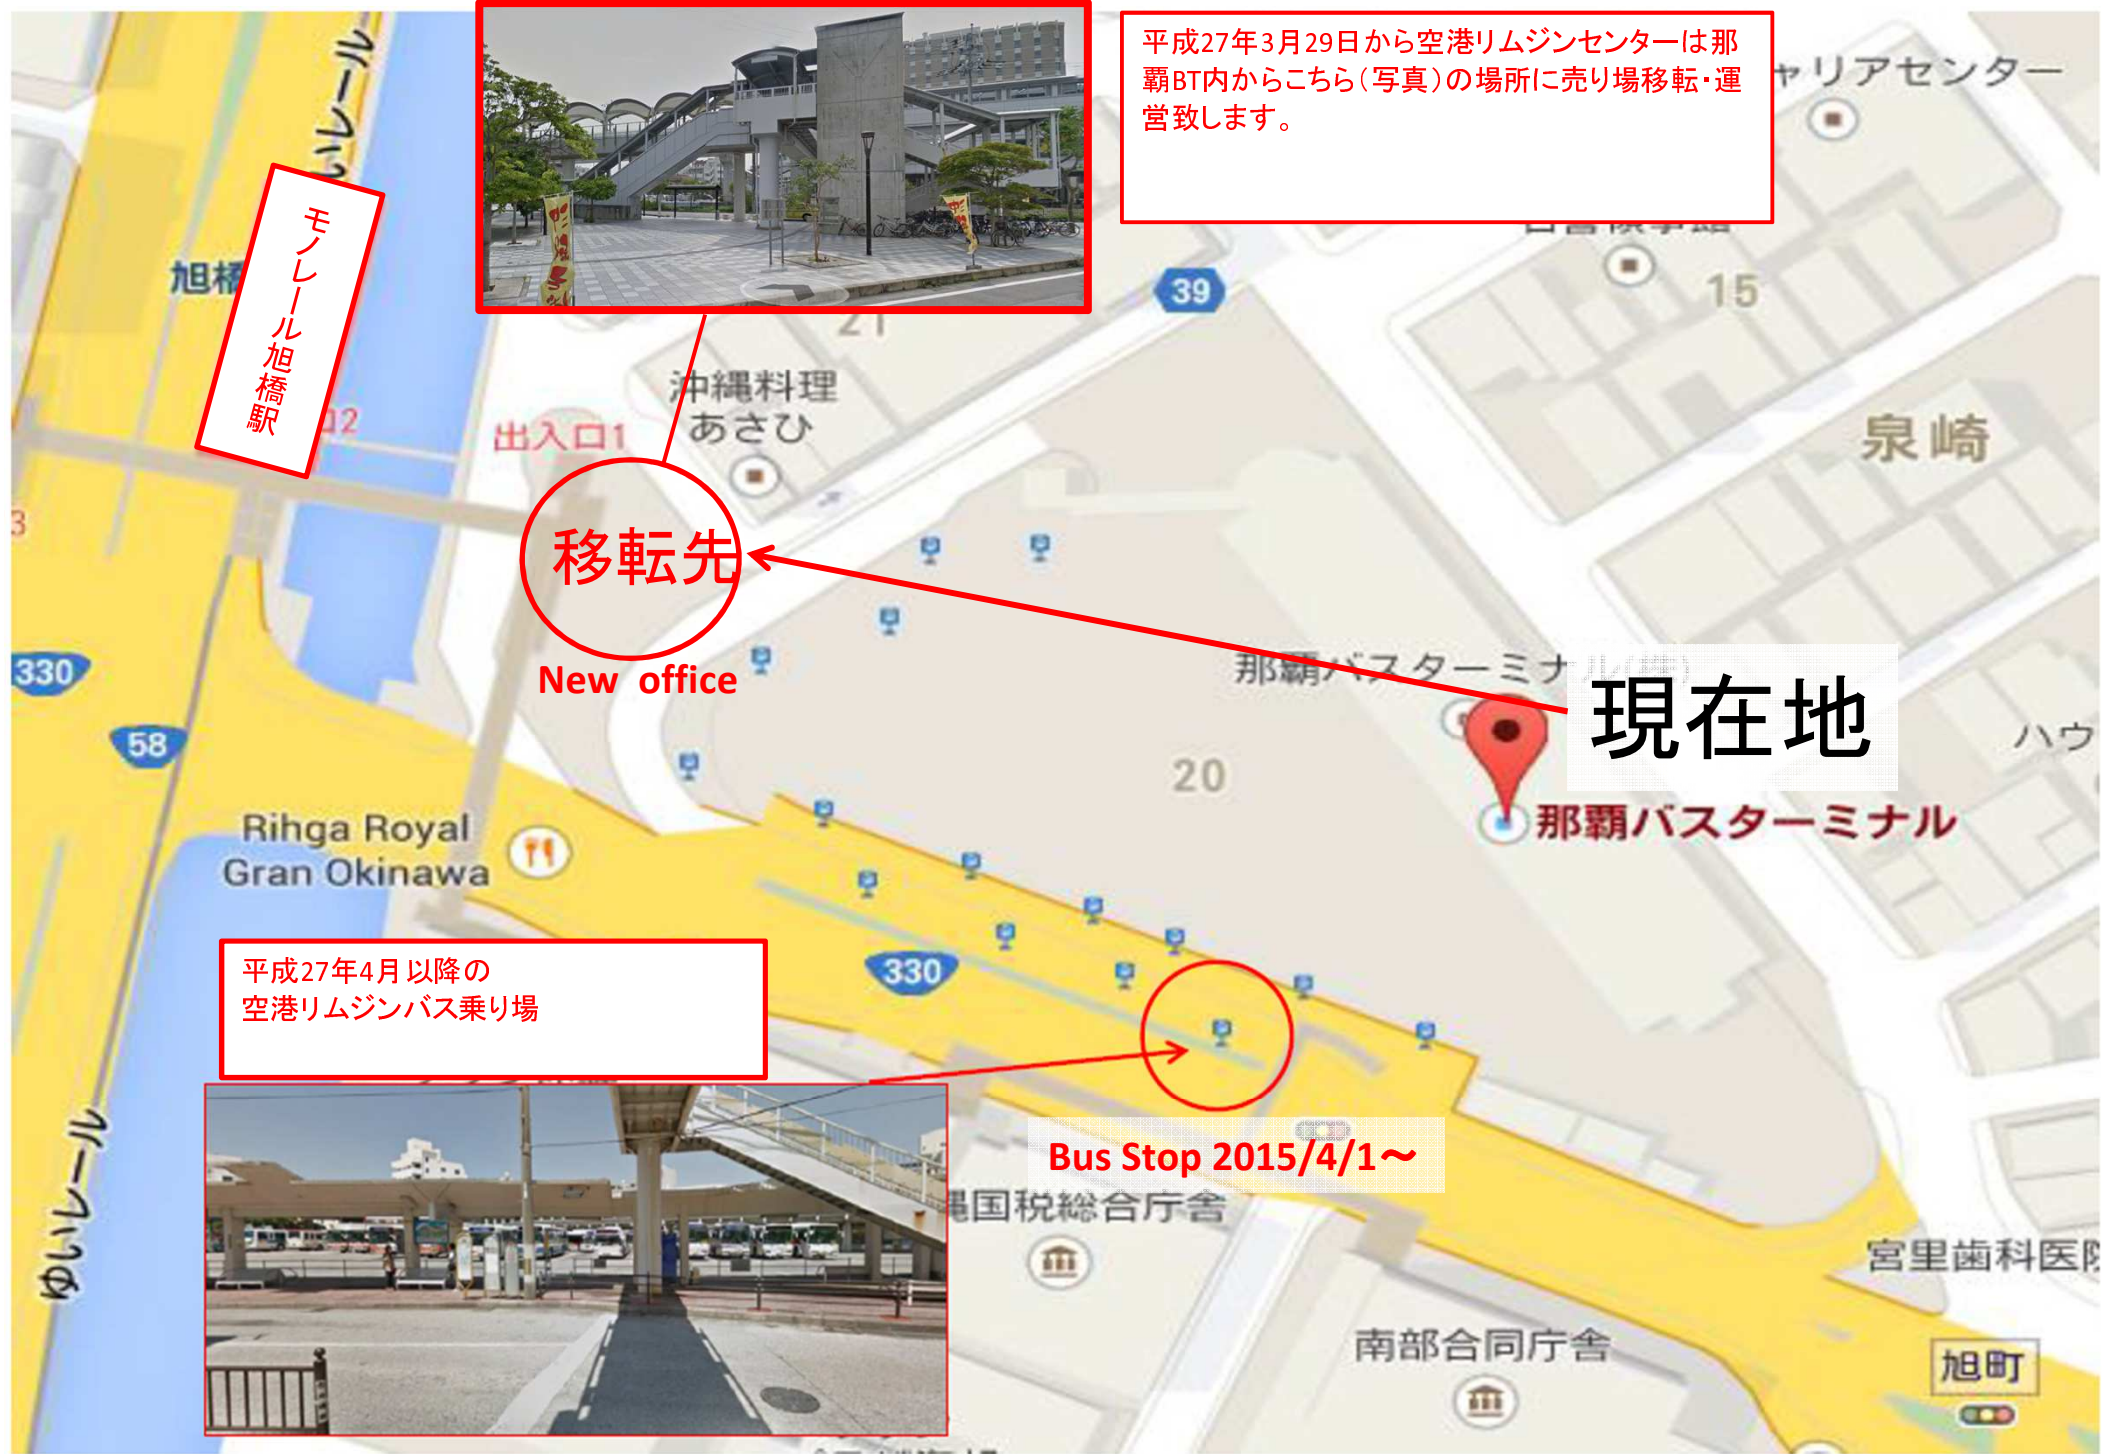 平成27年3月29日から空港リムジンセンターは那
覇BT内からこちら(写真)の場所に売り場移転・運
営致します。
ャリアセンター
いレール
モノレール旭橋駅
旭橋
39
15
21
沖縄料理
あさひ
泉崎
出入口1
口2
3
移転先
New office
330
58
那覇バスターミナル(株)
現在地
ハウ
20
那覇バスターミナル
Rihga Royal
Gran Okinawa
330
平成27年4月以降の
空港リムジンバス乗り場
Bus Stop 2015/4/1～
縄国税総合庁舎
ゆいレール
宮里歯科医院
南部合同庁舎
旭町